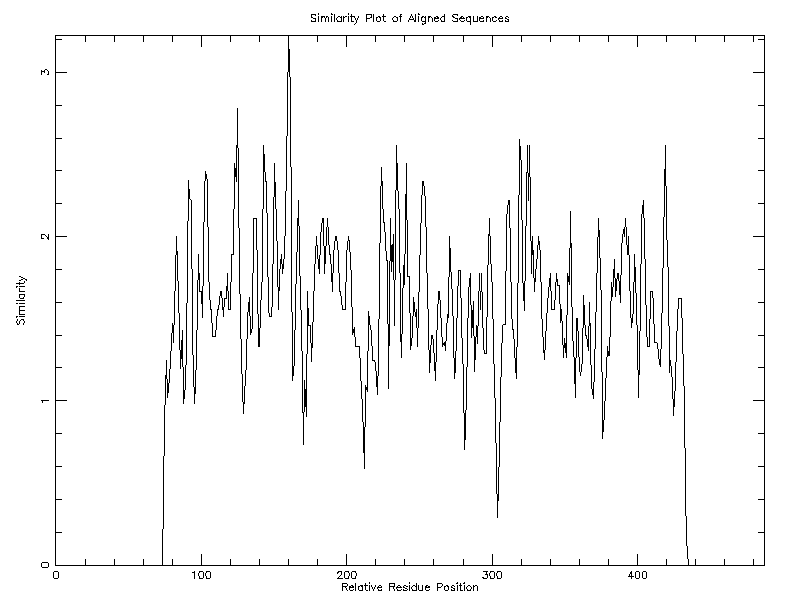 Similarity Plot of Aligned Sequences
3
2
1
0
Similarity
0 100 200 300 400
Relative Residue Position